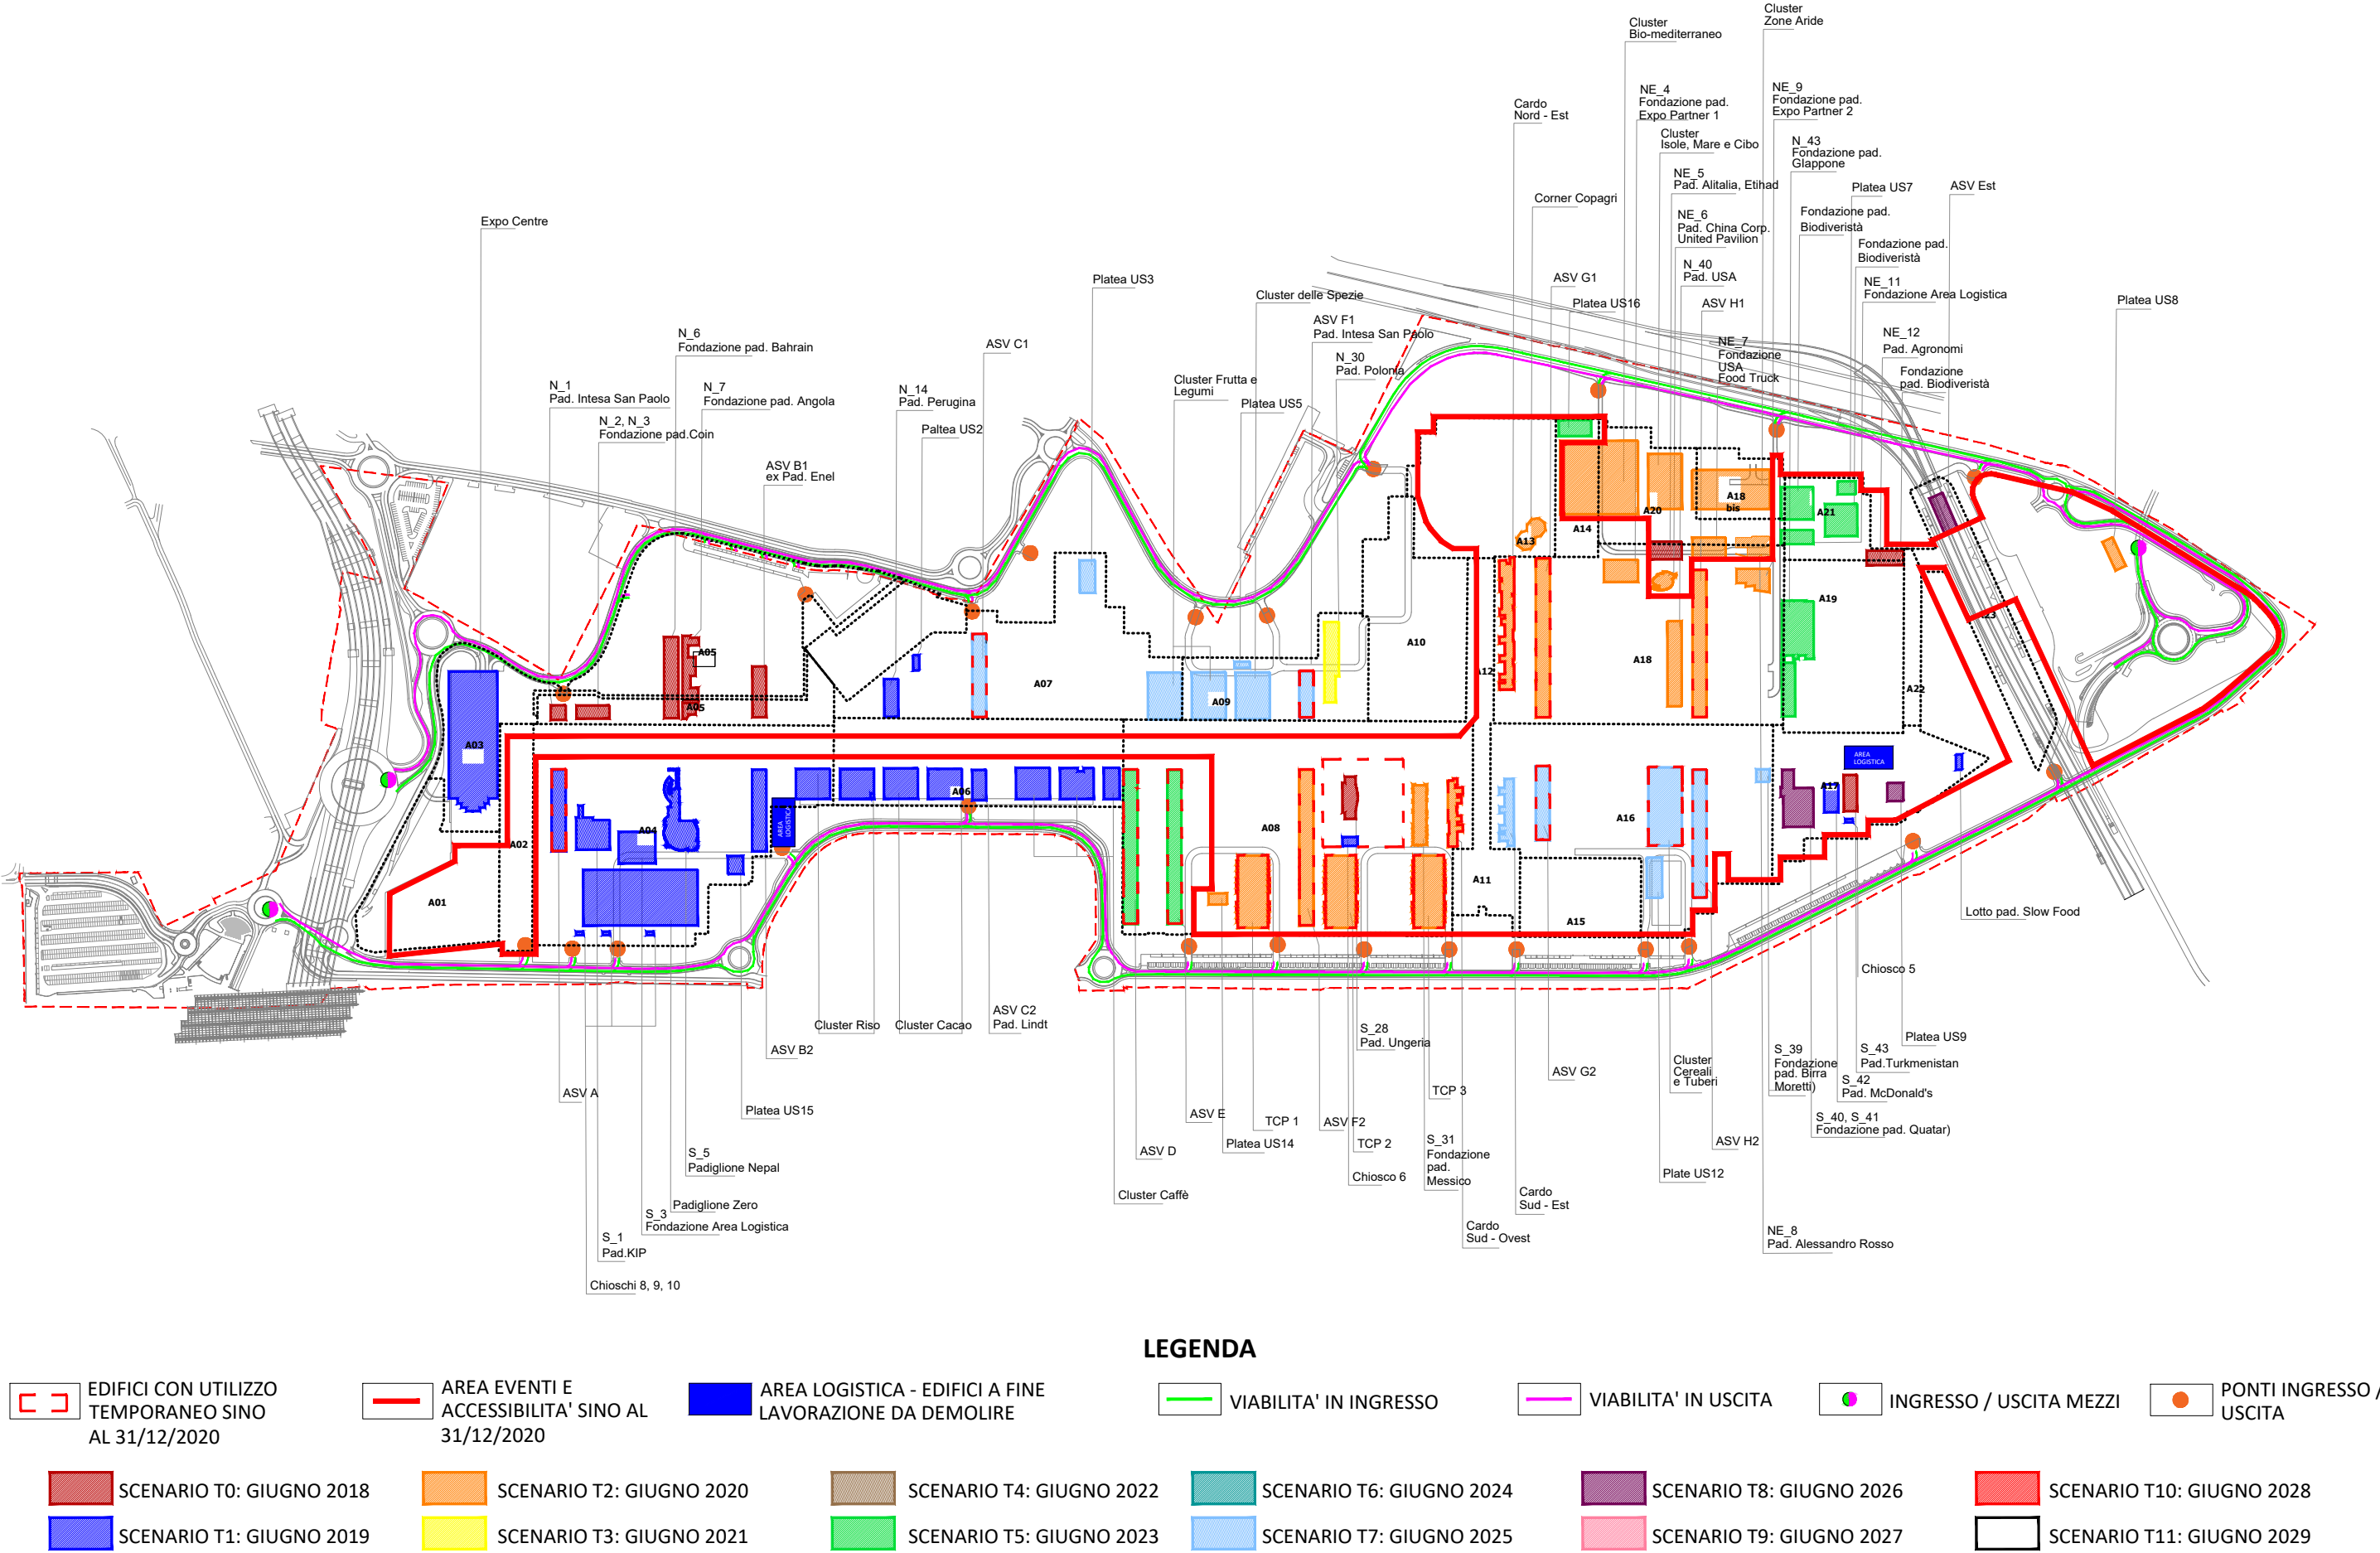 Cluster
Zone Aride
Cluster
Bio-mediterraneo
NE_4
Fondazione pad.
Expo Partner 1
NE_9
Fondazione pad.
Expo Partner 2
Cardo
Nord - Est
Cluster
Isole, Mare e Cibo
N_43
Fondazione pad.
Glappone
NE_5
Pad. Alitalia, Etihad
Platea US7
ASV Est
Corner Copagri
NE_6
Pad. China Corp.
United Pavilion
Fondazione pad.
Biodiveristà
Expo Centre
Fondazione pad.
Biodiveristà
N_40
Pad. USA
ASV G1
Platea US3
NE_11
Fondazione Area Logistica
Cluster delle Spezie
Platea US16
ASV H1
Platea US8
ASV F1
Pad. Intesa San Paolo
N_6
Fondazione pad. Bahrain
ASV C1
NE_12
Pad. Agronomi
NE_7
Fondazione
USA
Food Truck
N_30
Pad. Polonia
Fondazione
pad. Biodiveristà
N_1
Pad. Intesa San Paolo
N_7
Fondazione pad. Angola
N_14
Pad. Perugina
Cluster Frutta e
Legumi
Platea US5
N_2, N_3
Fondazione pad.Coin
Paltea US2
ASV B1
ex Pad. Enel
A18
bis
A20
A21
A14
A13
A19
A05
A10
A18
A12
A23
A07
A22
A05
A09
A03
AREA
LOGISTICA
A17
A06
A04
AREA
LOGISTICA
A08
A16
A02
A11
A01
A15
Lotto pad. Slow Food
Chiosco 5
Cluster Riso
Cluster Cacao
ASV C2
Pad. Lindt
S_28
Pad. Ungeria
Platea US9
ASV B2
Cluster
Cereali
e Tuberi
S_39
Fondazione
pad. Birra
Moretti)
S_43
Pad.Turkmenistan
ASV G2
S_42
Pad. McDonald's
ASV A
Platea US15
ASV E
TCP 1
ASV F2
TCP 3
S_40, S_41
Fondazione pad. Quatar)
Platea US14
TCP 2
S_31
Fondazione
pad.
Messico
ASV H2
ASV D
S_5
Padiglione Nepal
Chiosco 6
Plate US12
Cluster Caffè
Cardo
Sud - Est
Padiglione Zero
S_3
Fondazione Area Logistica
Cardo
Sud - Ovest
NE_8
Pad. Alessandro Rosso
S_1
Pad.KIP
Chioschi 8, 9, 10
LEGENDA
EDIFICI CON UTILIZZO
TEMPORANEO SINO
AL 31/12/2020
AREA EVENTI E
ACCESSIBILITA' SINO AL
31/12/2020
AREA LOGISTICA - EDIFICI A FINE
LAVORAZIONE DA DEMOLIRE
VIABILITA' IN INGRESSO
VIABILITA' IN USCITA
INGRESSO / USCITA MEZZI
PONTI INGRESSO /
USCITA
SCENARIO T0: GIUGNO 2018
SCENARIO T2: GIUGNO 2020
SCENARIO T4: GIUGNO 2022
SCENARIO T6: GIUGNO 2024
SCENARIO T8: GIUGNO 2026
SCENARIO T10: GIUGNO 2028
SCENARIO T1: GIUGNO 2019
SCENARIO T3: GIUGNO 2021
SCENARIO T5: GIUGNO 2023
SCENARIO T7: GIUGNO 2025
SCENARIO T9: GIUGNO 2027
SCENARIO T11: GIUGNO 2029